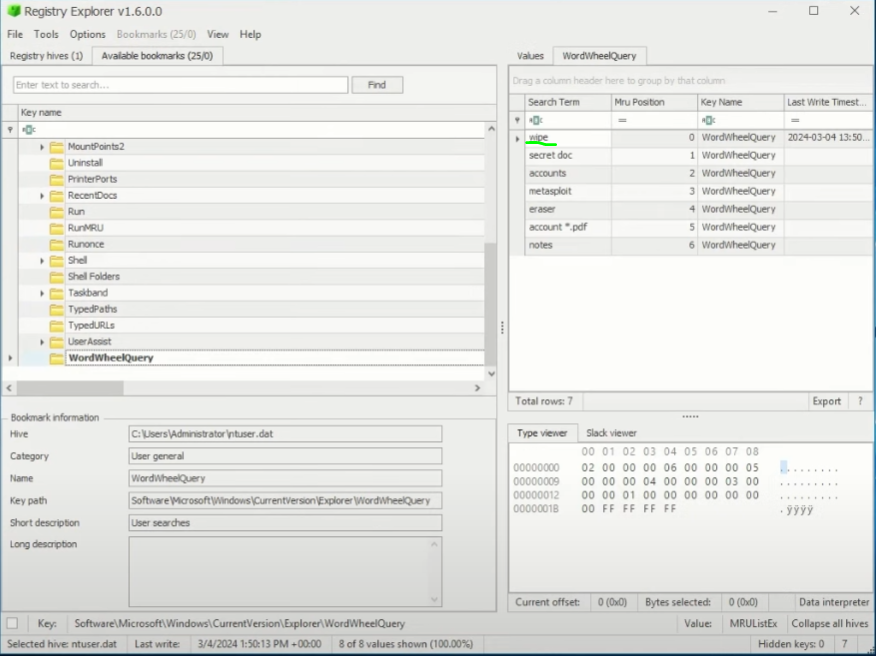 Registry Explorer v1.6.0.0
File Tools Options Bookmarks (25/0) View Help
Registry hives (1) Available bookmarks (25/0)
Enter text to search... Find
Key name
MountPoints2
Uninstall
PrinterPorts
RecentDocs
Run
RunMRU
Runonce
Shell
Shell Folders
Taskband
TypedPaths
TypedURLs
UserAssist
WordWheelQuery
Bookmark information
Hive C:\Users\Administrator\ntuser.dat
Category User general
Name WordWheelQuery
Key path Software\Microsoft\Windows\CurrentVersion\Explorer\WordWheelQuery
Short description User searches
Long description
Values WordWheelQuery
Drag a column header here to group by that column
Search Term Mru Position Key Name Last Write Timest...
= =
wipe 0 WordWheelQuery 2024-03-04 13:50...
secret doc 1 WordWheelQuery
accounts 2 WordWheelQuery
metasploit 3 WordWheelQuery
eraser 4 WordWheelQuery
account *.pdf 5 WordWheelQuery
notes 6 WordWheelQuery
Total rows: 7 Export ?
Type viewer Slack viewer
00 01 02 03 04 05 06 07 08
00000000 02 00 00 00 06 00 00 00 05 .........
00000009 00 00 00 04 00 00 00 03 00 .........
00000012 00 00 01 00 00 00 00 00 00 .........
0000001B 00 FF FF FF FF .ÿÿÿÿ
Current offset: 0 (0x0) Bytes selected: 0 (0x0) Data interpreter
Key: Software\Microsoft\Windows\CurrentVersion\Explorer\WordWheelQuery Value: MRUListEx Collapse all hives
Selected hive: ntuser.dat Last write: 3/4/2024 1:50:13 PM +00:00 8 of 8 values shown (100.00%) Hidden keys: 0 7